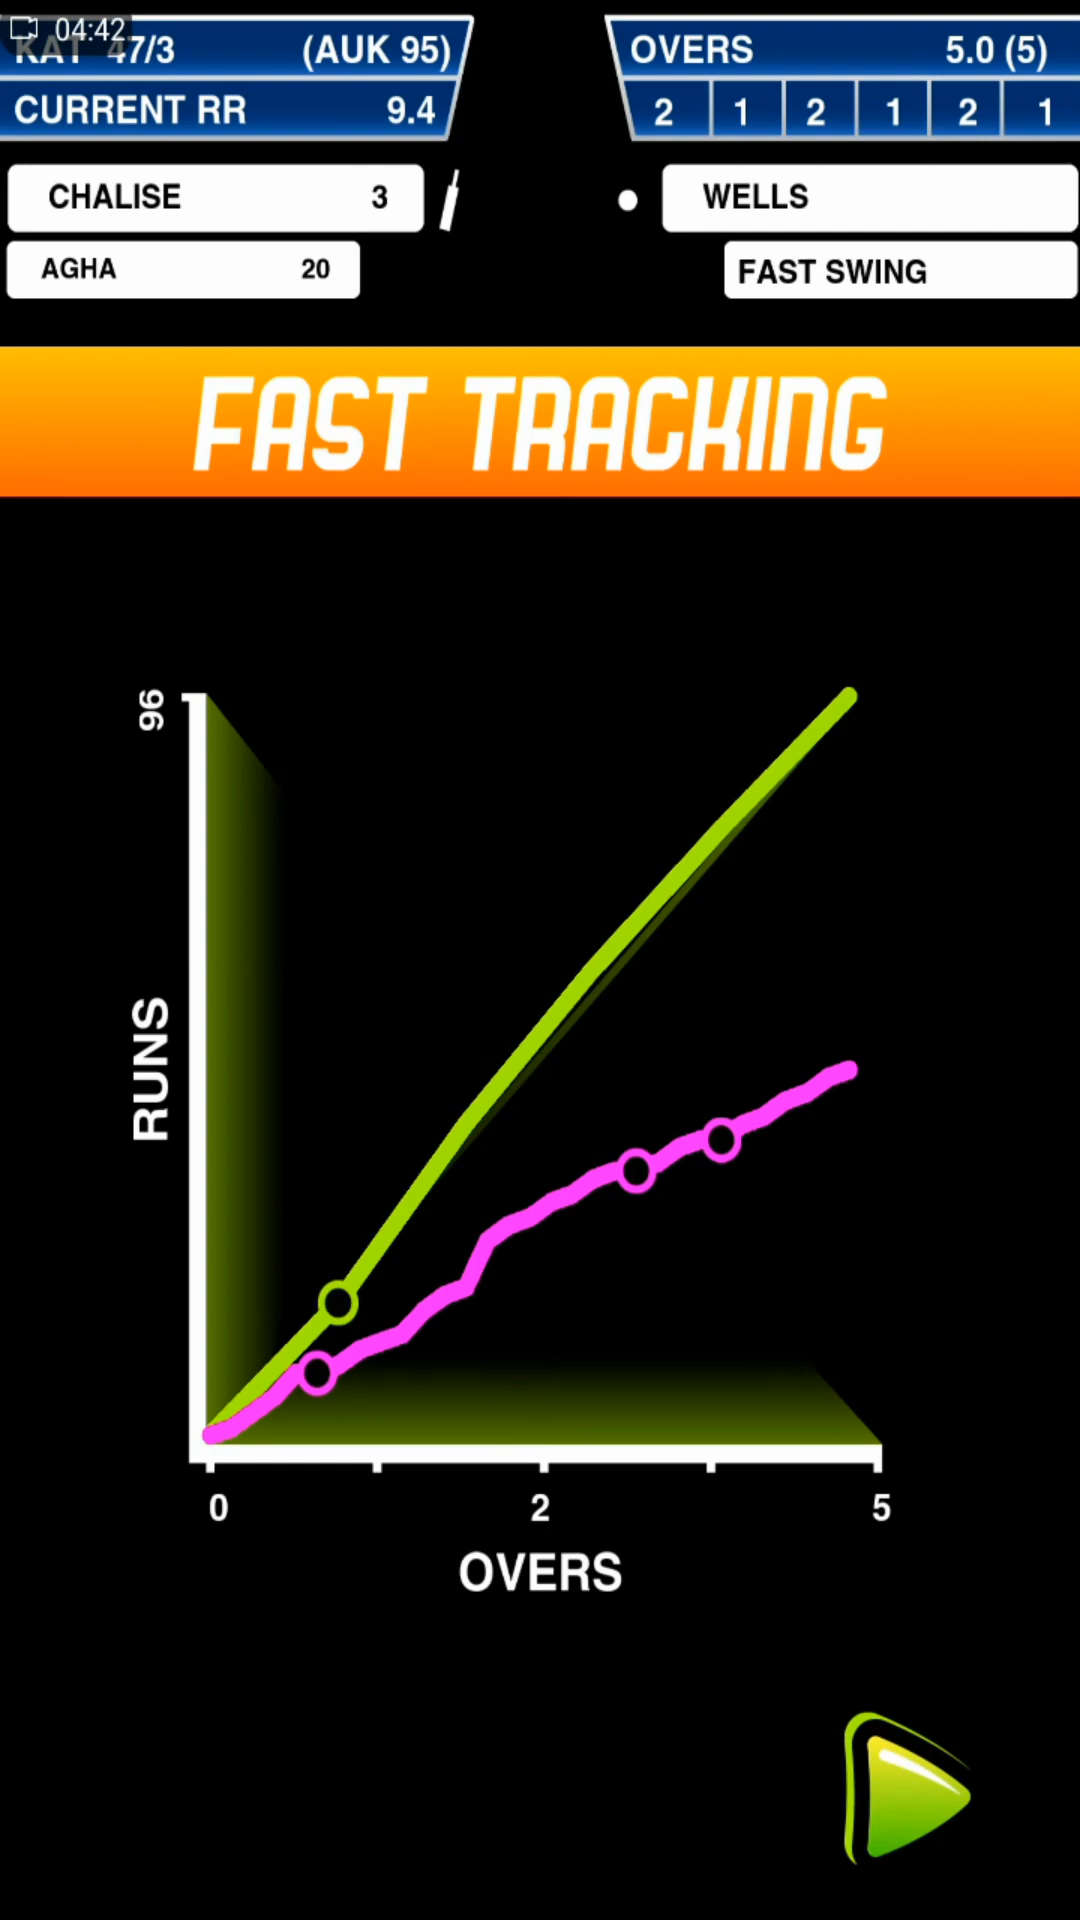 04:42
KAT 47/3 (AUK 95)
CURRENT RR 9.4
OVERS 5.0 (5)
2 1 2 1 2 1
CHALISE 3
AGHA 20
WELLS
FAST SWING
FAST TRACKING
96
RUNS
0 2 5
OVERS